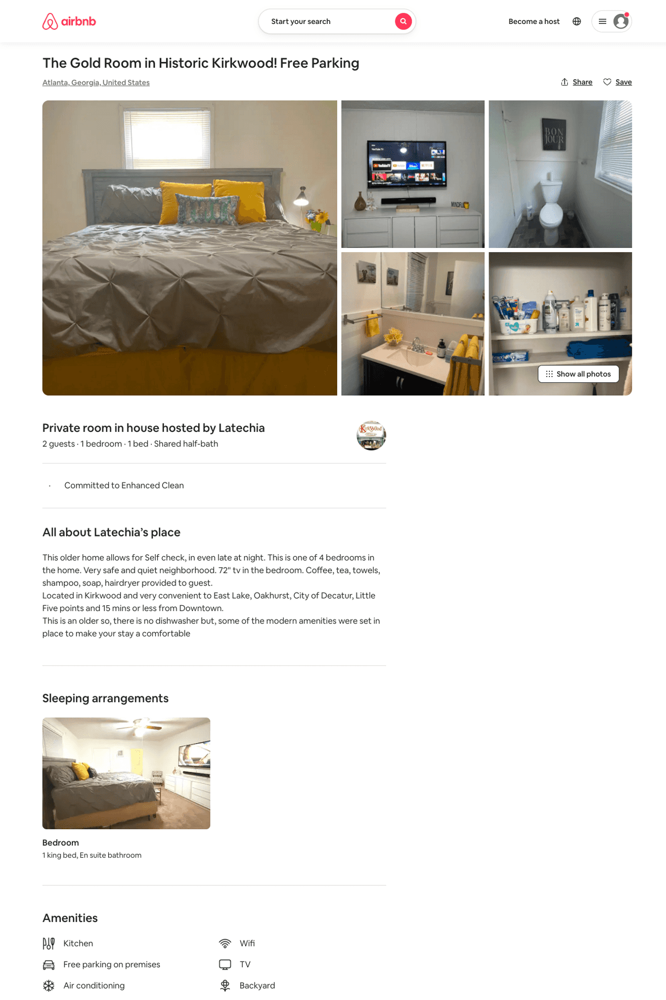 airbnb
Start your search
Become a host
The Gold Room in Historic Kirkwood! Free Parking
Atlanta, Georgia, United States
Share
Save
YouTube TV
YouTubeTV
YouTube
Disney+
NETFLIX
MINDFUL
BON
JOUR
Show all photos
Private room in house hosted by Latechia
KirkWood
2 guests · 1 bedroom · 1 bed · Shared half-bath
· Committed to Enhanced Clean
All about Latechia’s place
This older home allows for Self check, in even late at night. This is one of 4 bedrooms in
the home. Very safe and quiet neighborhood. 72" tv in the bedroom. Coffee, tea, towels,
shampoo, soap, hairdryer provided to guest.
Located in Kirkwood and very convenient to East Lake, Oakhurst, City of Decatur, Little
Five points and 15 mins or less from Downtown.
This is an older so, there is no dishwasher but, some of the modern amenities were set in
place to make your stay a comfortable
Sleeping arrangements
Bedroom
1 king bed, En suite bathroom
Amenities
Kitchen
Wifi
Free parking on premises
TV
Air conditioning
Backyard